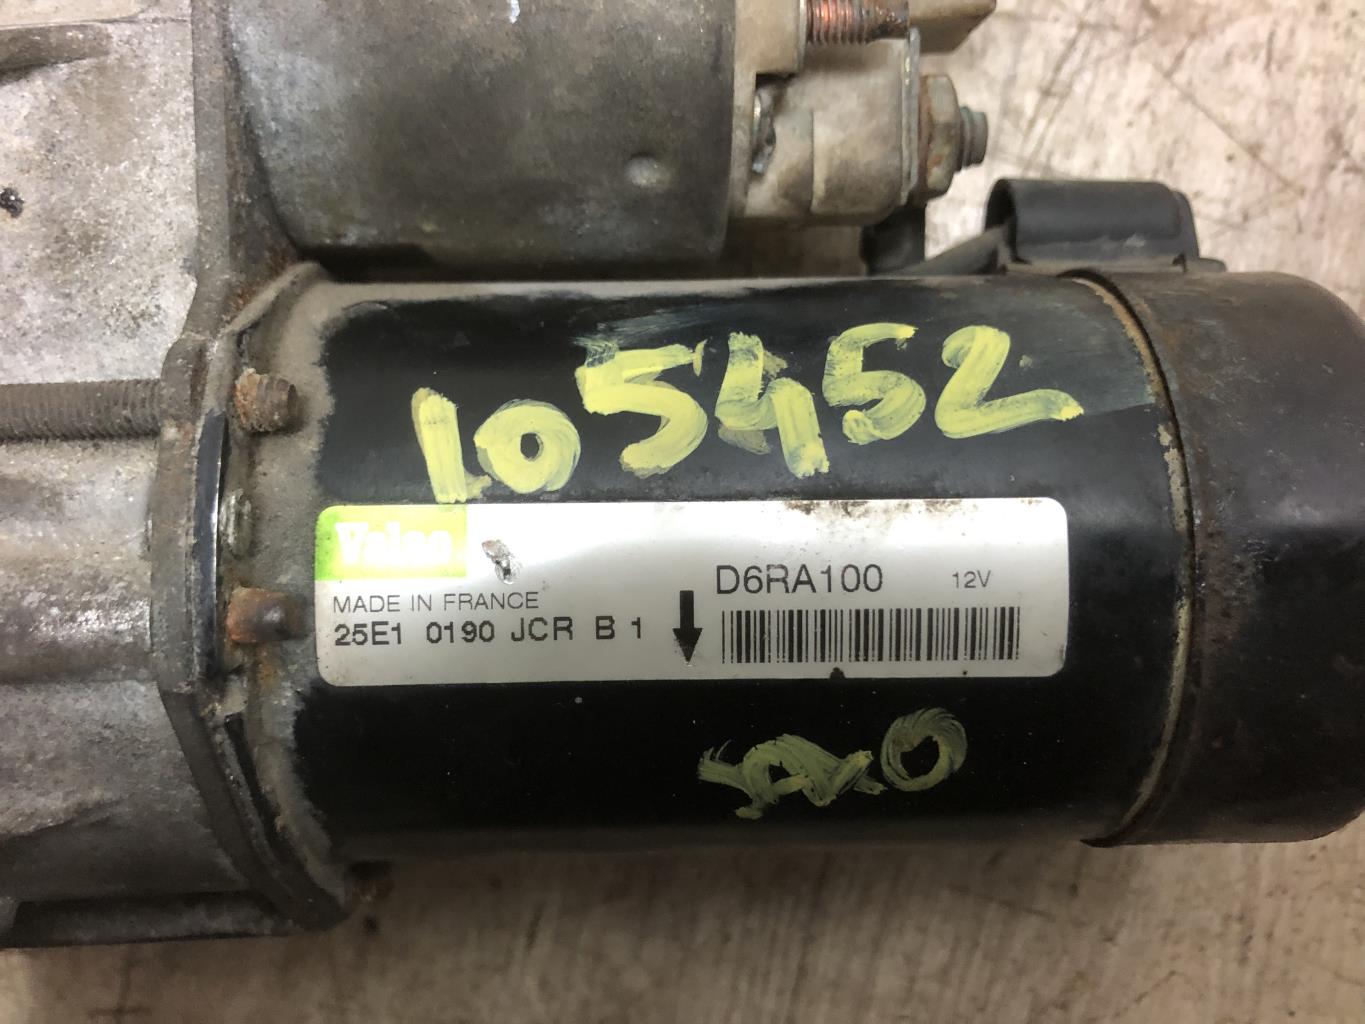 105452
Valeo
D6RA100 12V
MADE IN FRANCE
25E1 0190 JCR B 1